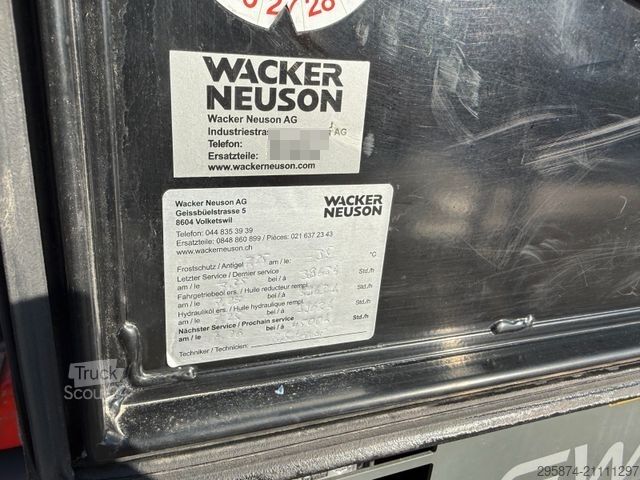 27 28
WACKER
NEUSON
Wacker Neuson AG
Industriestra AG
Telefon:
Ersatzteile:
www.wackerneuson.com
Wacker Neuson AG
Geissbüelstrasse 5
8604 Volketswil
WACKER
NEUSON
Telefon: 044 835 39 39
Ersatzteile: 0848 860 899 / Pièces: 021 637 23 43
www.wackerneuson.ch
Frostschutz / Antigel am / le: °C
Letzter Service / Dernier service
am / le bei / à Std./h
Fahrgetriebeöl ers. / Huile reducteur rempl.
am / le bei / à Std./h
Hydrauliköl ers. / Huile hydraulique rempl.
am / le bei / à Std./h
Nächster Service / Prochain service
am / le bei / à Std./h
Techniker / Technicien:
Truck
Scout
295874-21111297